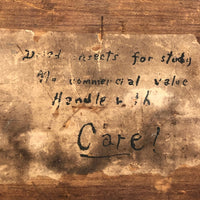 Dried insects for study
No commercial value
Handle with
Care!